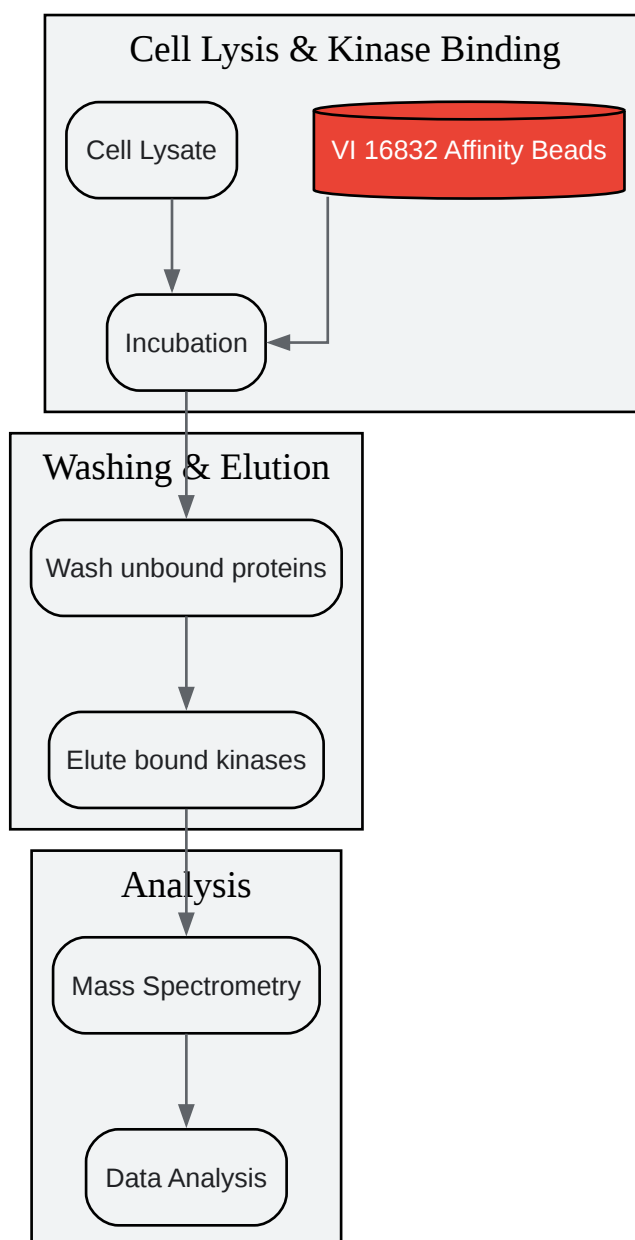 Cell Lysis & Kinase Binding
Cell Lysate
VI 16832 Affinity Beads
Incubation
Washing & Elution
Wash unbound proteins
Elute bound kinases
Analysis
Mass Spectrometry
Data Analysis